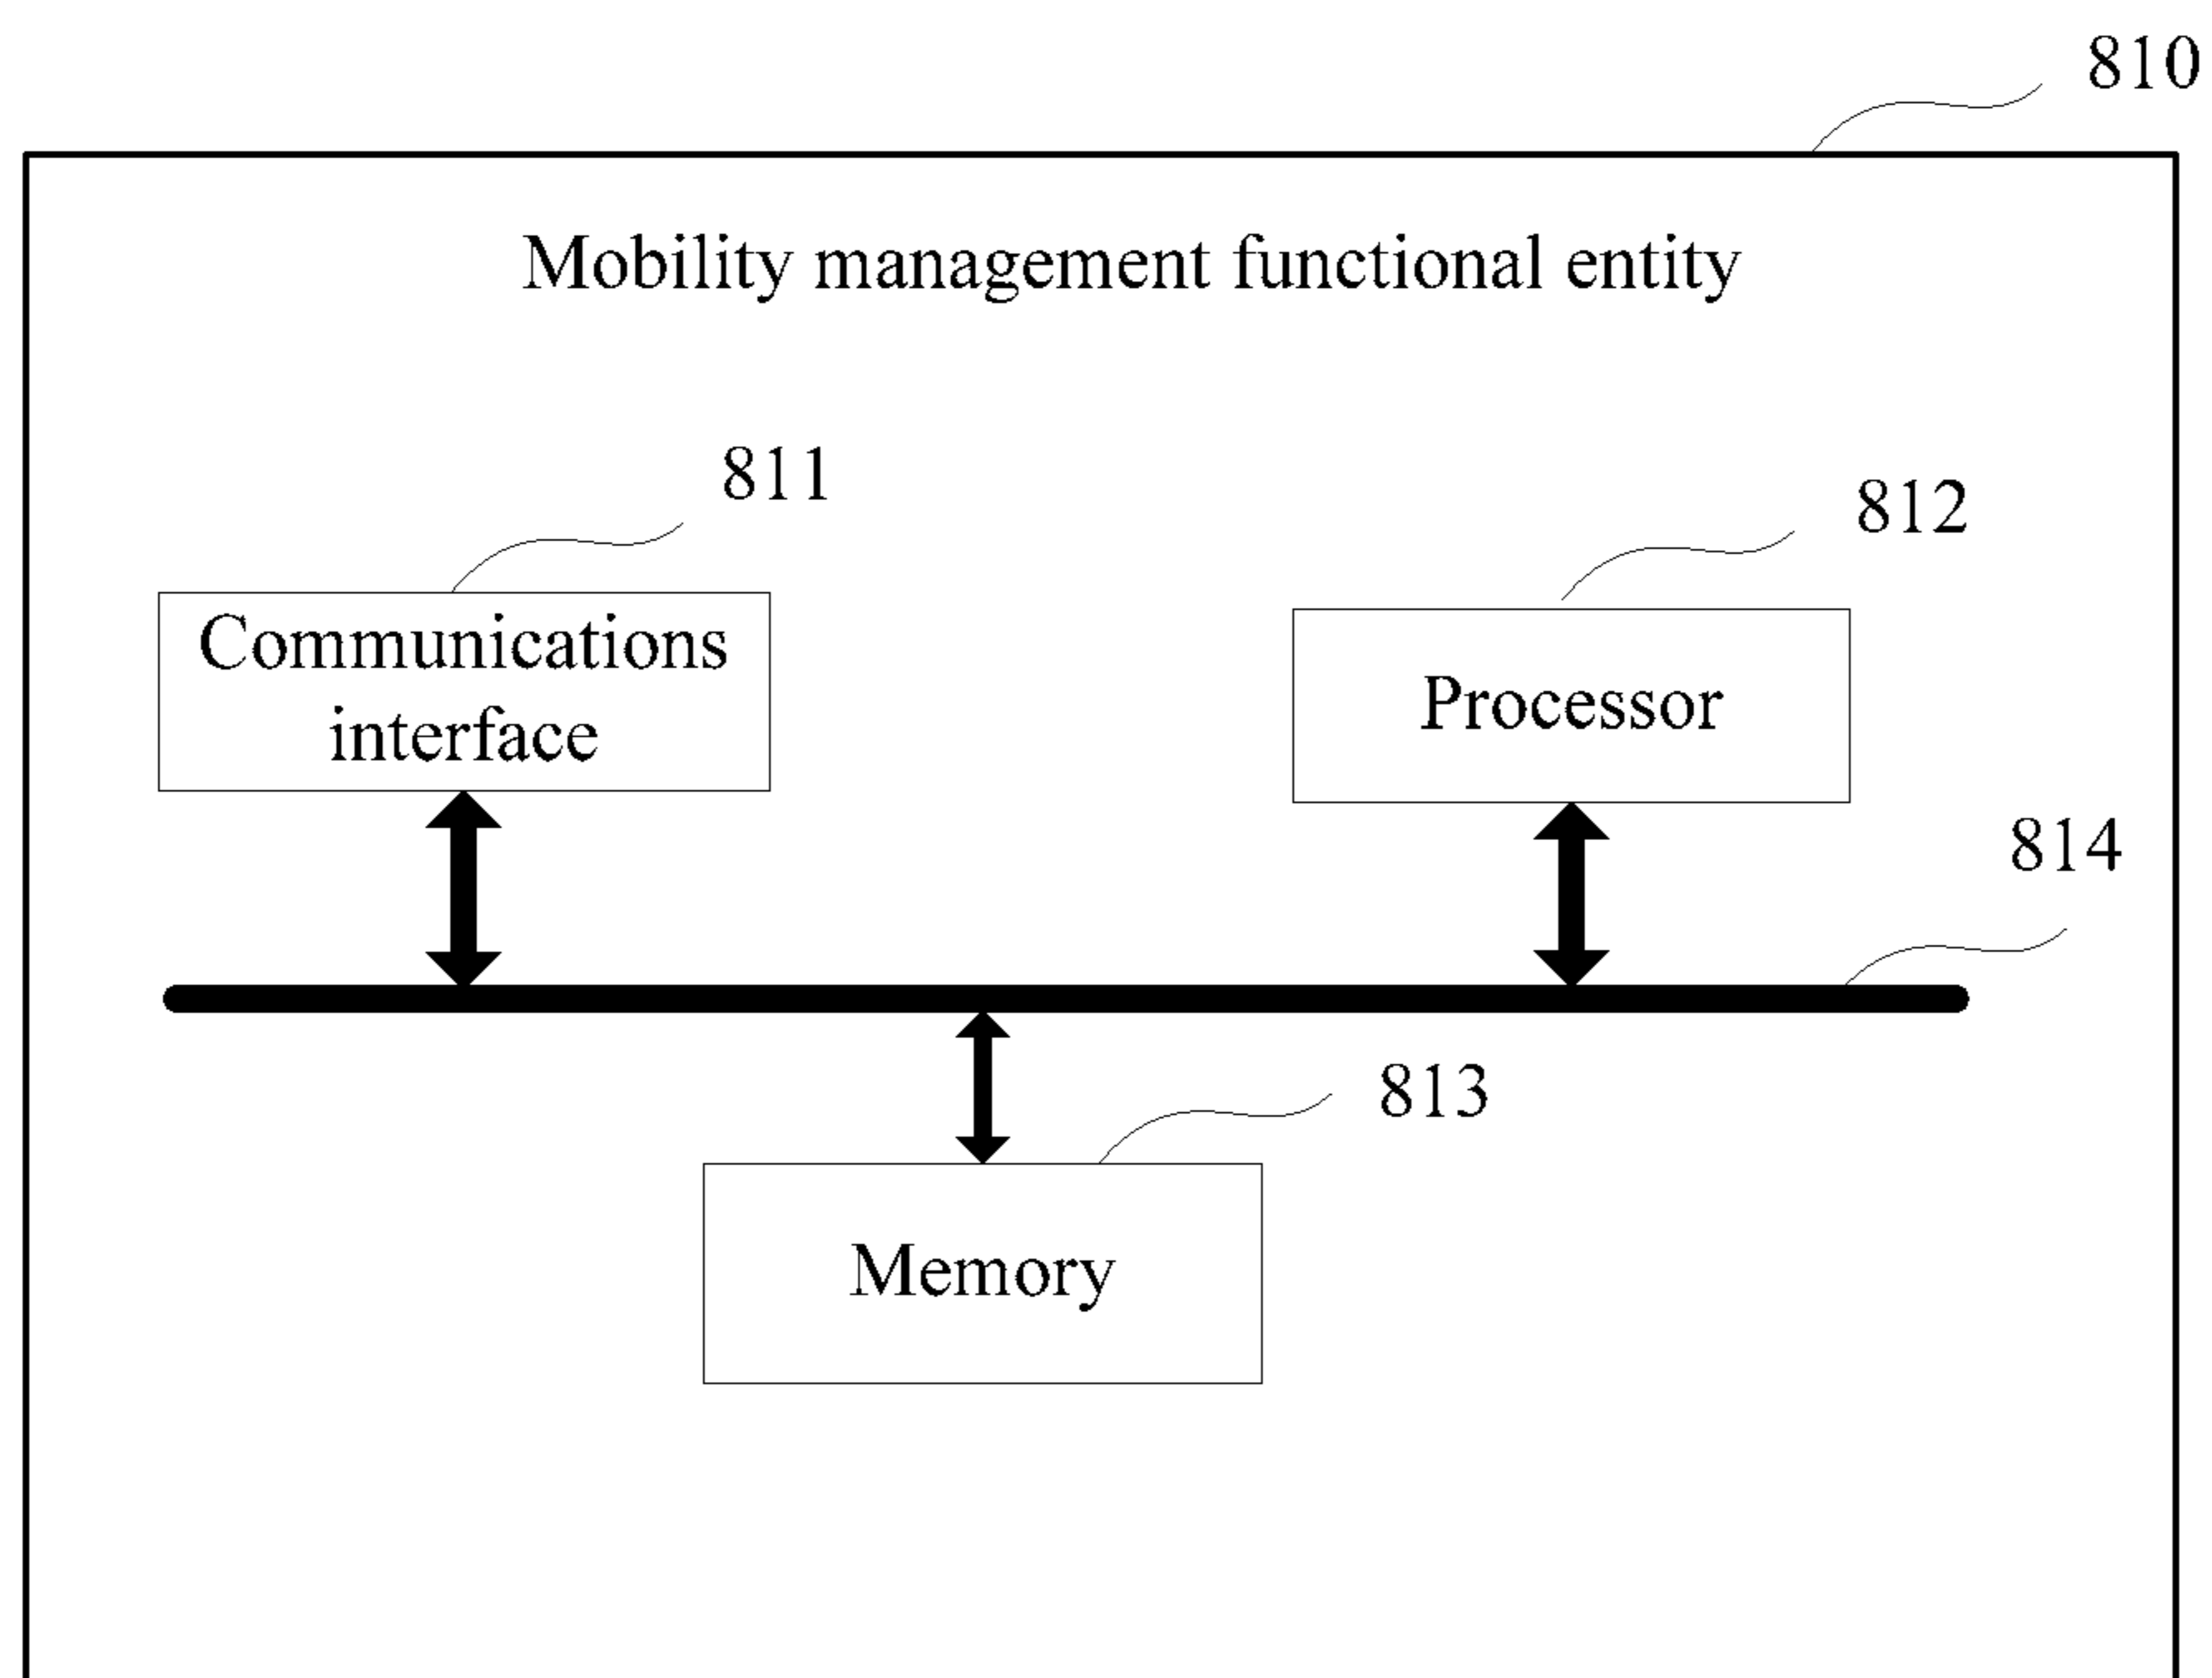 810
Mobility management functional entity
811
812
Communications
interface
Processor
814
813
Memory